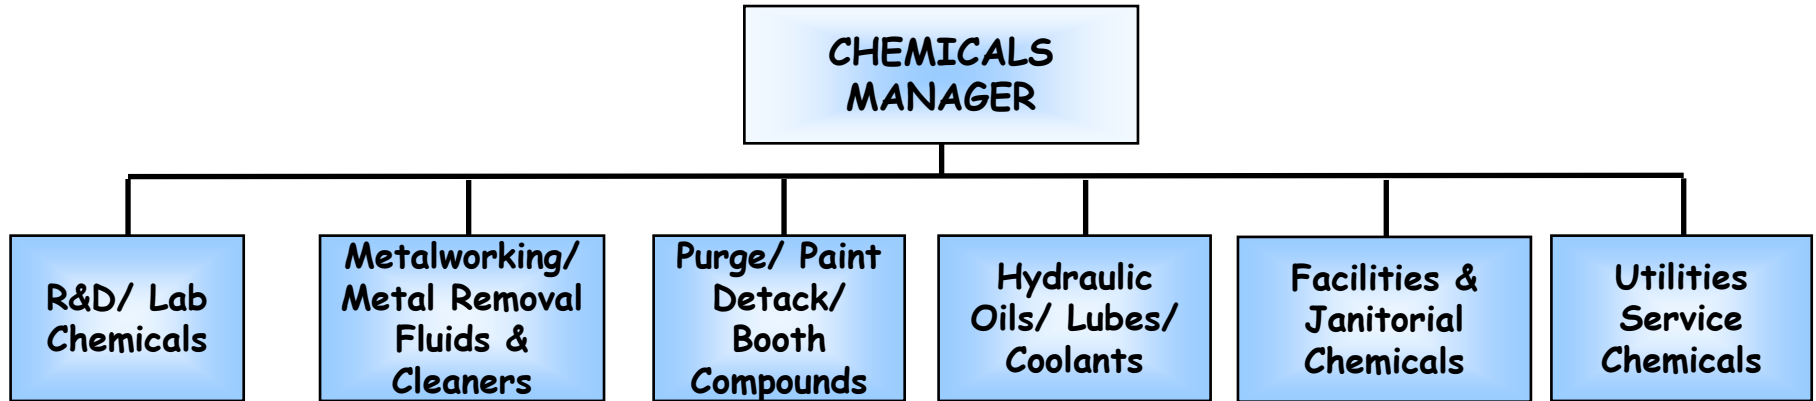 CHEMICALS
MANAGER
R&D/ Lab
Chemicals
Metalworking/
Metal Removal
Fluids &
Cleaners
Purge/ Paint
Detack/
Booth
Compounds
Hydraulic
Oils/ Lubes/
Coolants
Facilities &
Janitorial
Chemicals
Utilities
Service
Chemicals